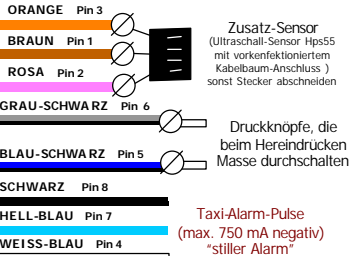 ORANGE Pin 3
BRAUN Pin 1
ROSA Pin 2
Zusatz-Sensor
(Ultraschall-Sensor Hps55
mit vorkenfektioniertem
Kabelbaum-Anschluss )
sonst Stecker abschneiden
GRAU-SCHWARZ Pin 6
BLAU-SCHWARZ Pin 5
Druckknöpfe, die
beim Hereindrücken
Masse durchschalten
SCHWARZ Pin 8
HELL-BLAU Pin 7
WEISS-BLAU Pin 4
Taxi-Alarm-Pulse
(max. 750 mA negativ)
"stiller Alarm"